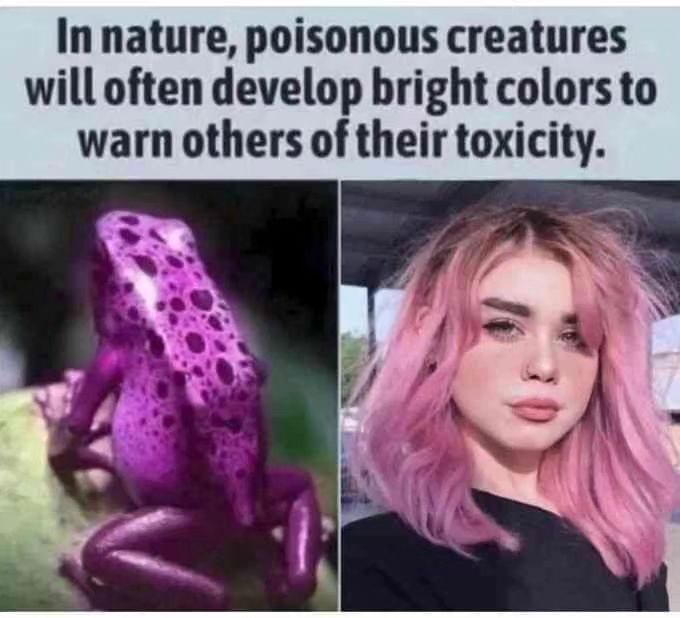 In nature, poisonous creatures
will often develop bright colors to
warn others of their toxicity.